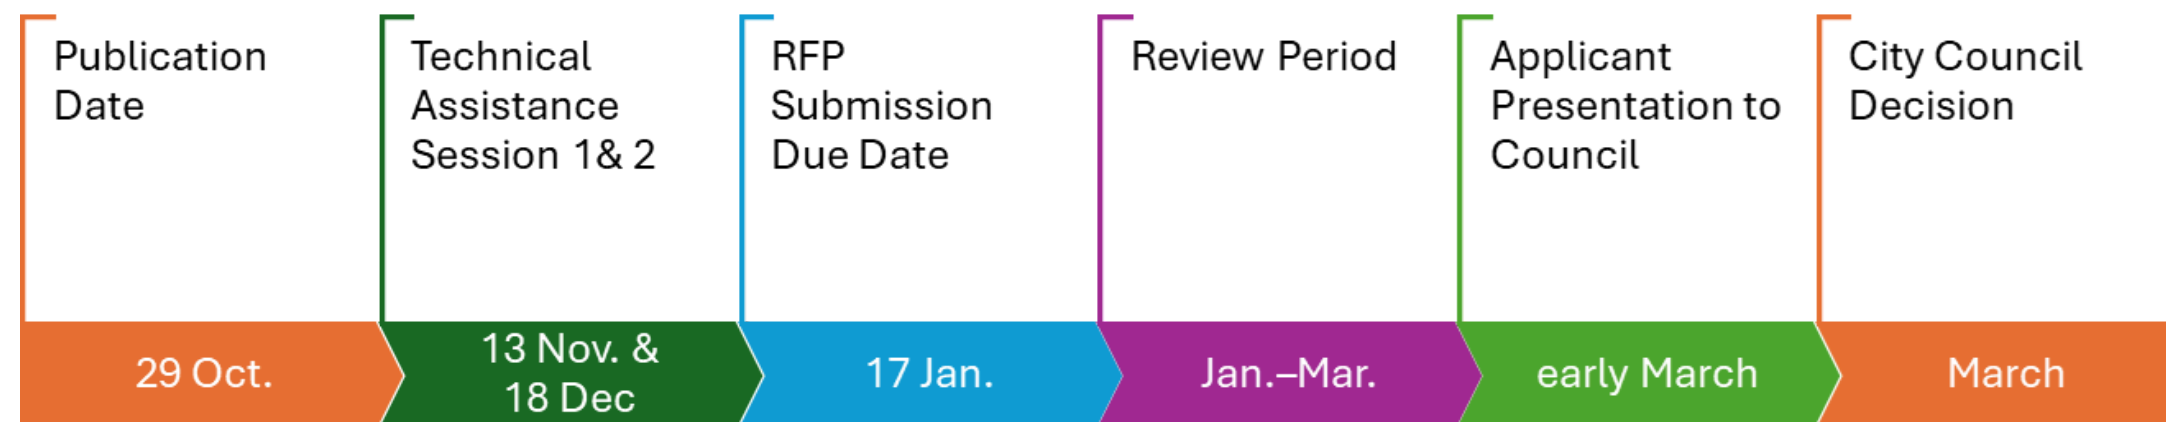 Publication
Date
Technical
Assistance
Session 1& 2
RFP
Submission
Due Date
Review Period
Applicant
Presentation to
Council
City Council
Decision
29 Oct.
13 Nov. &
18 Dec
17 Jan.
Jan.–Mar.
early March
March